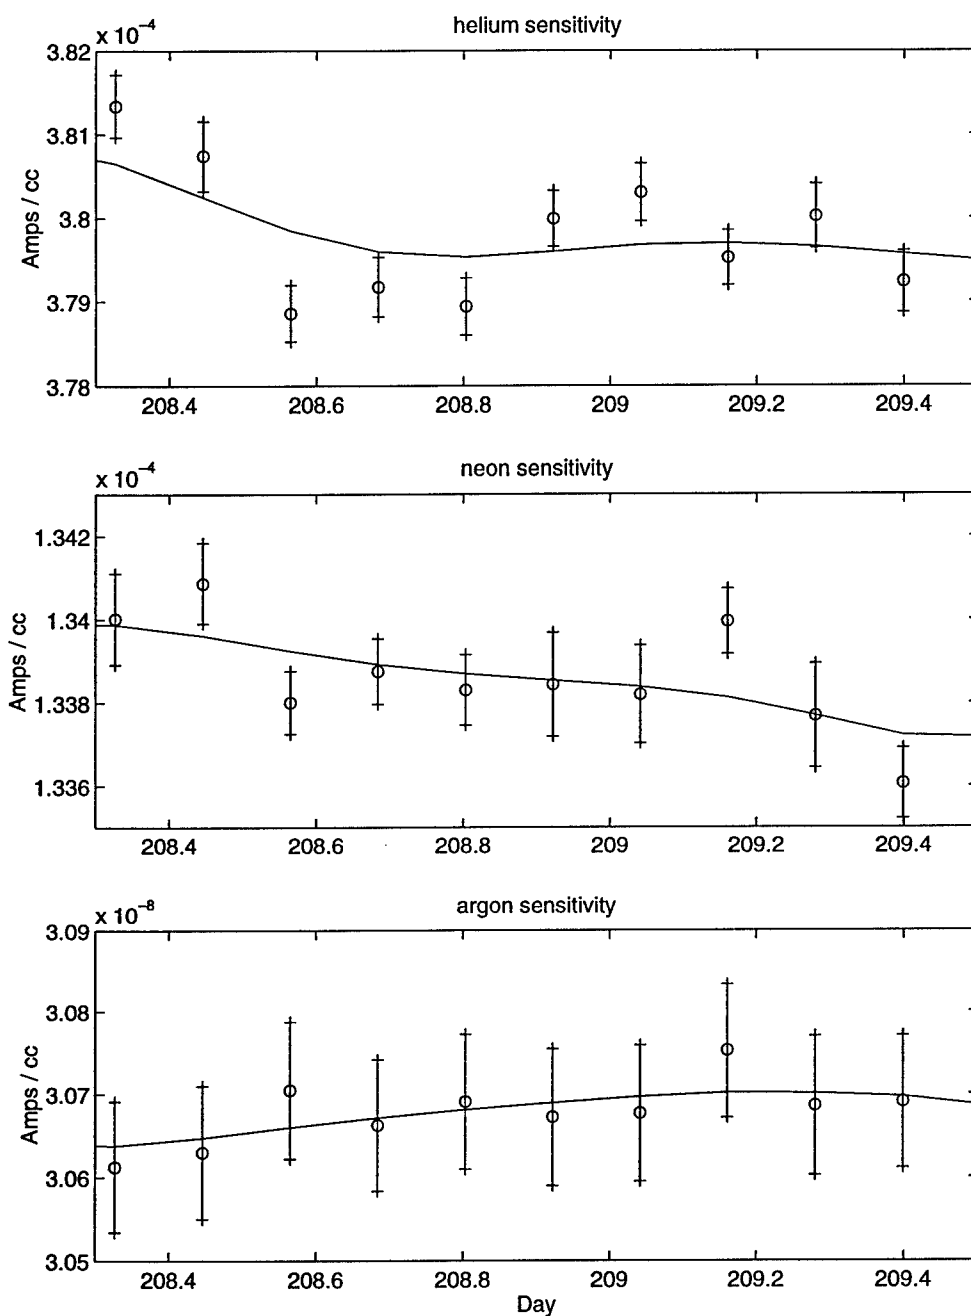 helium sensitivity
x 10⁻⁴
3.82
3.81
3.8
3.79
3.78
Amps / cc
208.4 208.6 208.8 209 209.2 209.4
neon sensitivity
x 10⁻⁴
1.342
1.34
1.338
1.336
Amps / cc
208.4 208.6 208.8 209 209.2 209.4
argon sensitivity
x 10⁻⁸
3.09
3.08
3.07
3.06
3.05
Amps / cc
208.4 208.6 208.8 209 209.2 209.4
Day